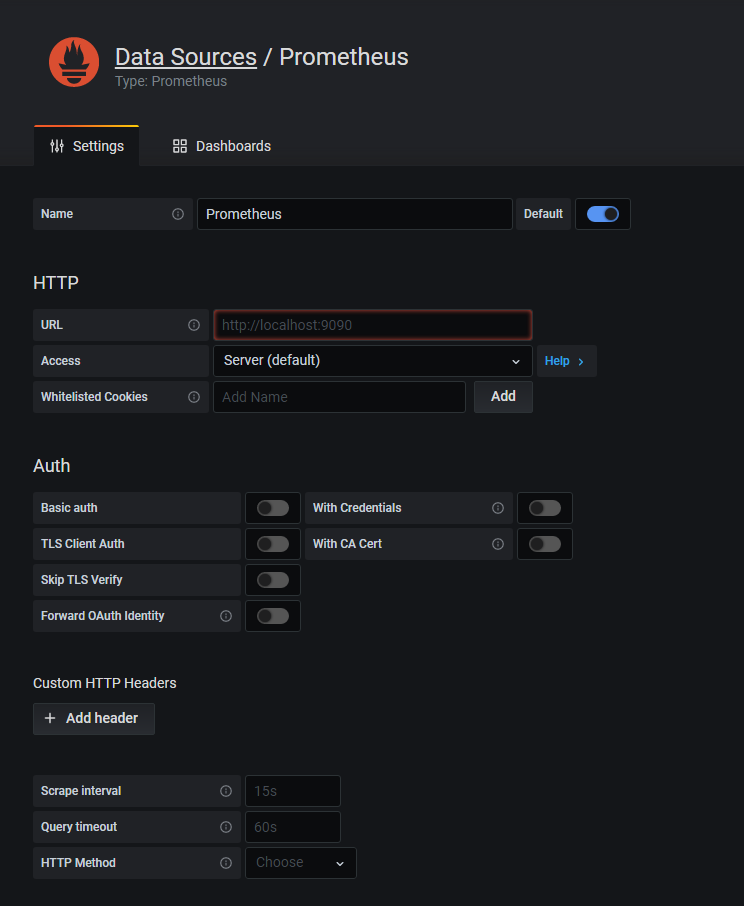 Data Sources / Prometheus
Type: Prometheus
Settings Dashboards
Name Prometheus Default
HTTP
URL http://localhost:9090
Access Server (default) Help
Whitelisted Cookies Add Name Add
Auth
Basic auth With Credentials
TLS Client Auth With CA Cert
Skip TLS Verify
Forward OAuth Identity
Custom HTTP Headers
+ Add header
Scrape interval 15s
Query timeout 60s
HTTP Method Choose